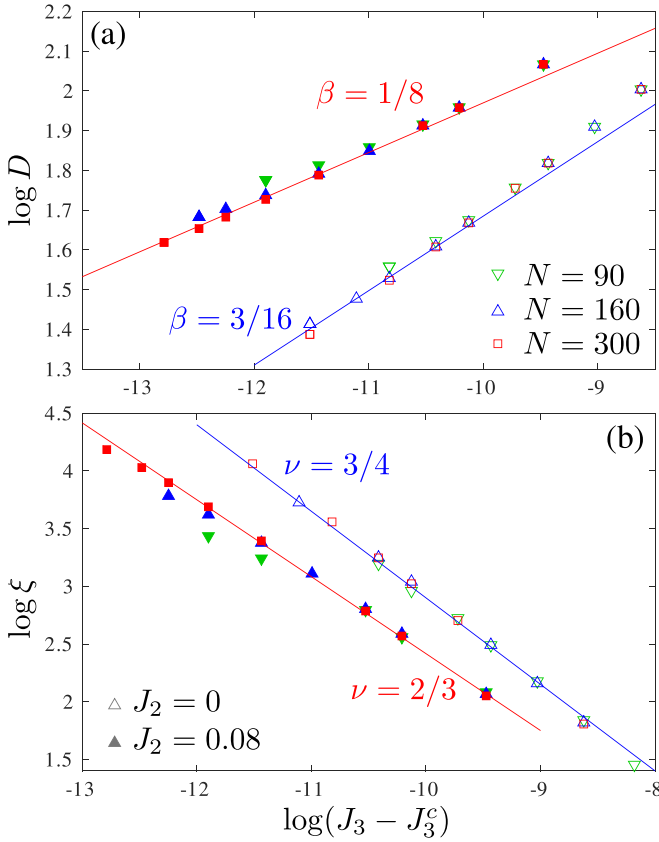 (a)
2.1
2
1.9
1.8
1.7
1.6
1.5
1.4
1.3
log D
β = 1/8
β = 3/16
N = 90
N = 160
N = 300
-13 -12 -11 -10 -9
(b)
4.5
4
3.5
3
2.5
2
1.5
log ξ
ν = 3/4
ν = 2/3
J₂ = 0
J₂ = 0.08
-13 -12 -11 -10 -9 -8
log(J₃ − J₃ᶜ)